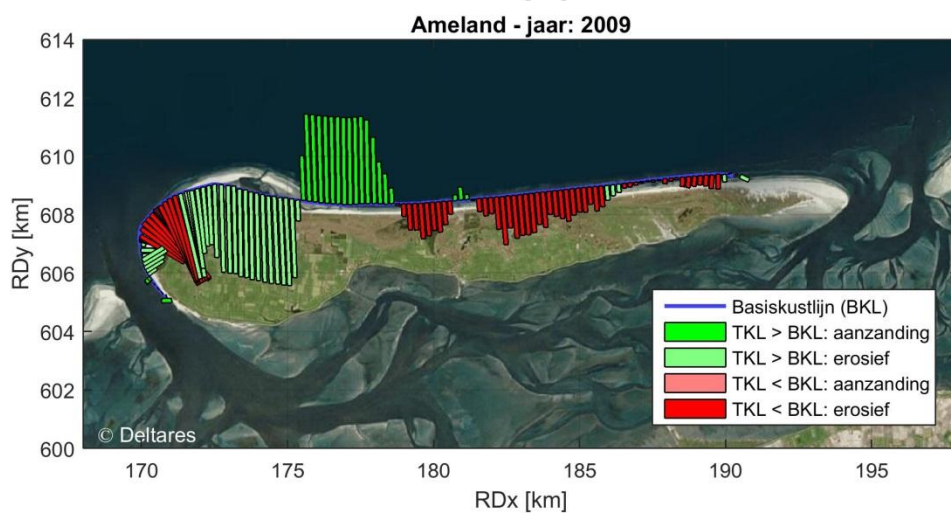 Ameland - jaar: 2009
614
612
610
608
606
604
602
600
RDy [km]
170
175
180
185
190
195
RDx [km]
Basiskustlijn (BKL)
TKL > BKL: aanzanding
TKL > BKL: erosief
TKL < BKL: aanzanding
TKL < BKL: erosief
© Deltares